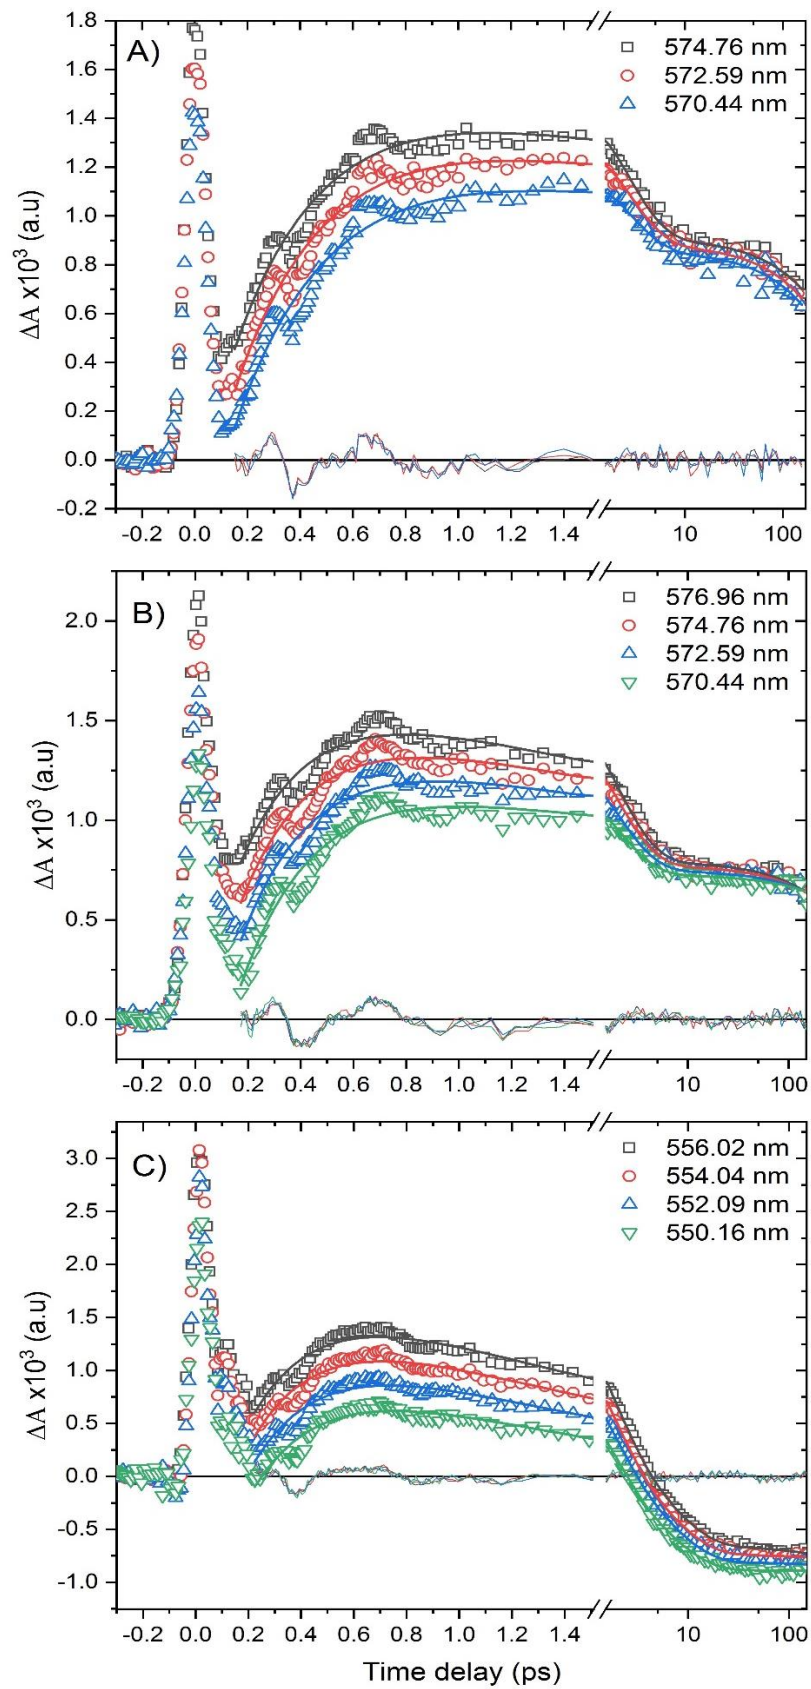 A)
574.76 nm
572.59 nm
570.44 nm
1.8
1.6
1.4
1.2
1.0
0.8
0.6
0.4
0.2
0.0
-0.2
ΔA x10³ (a.u)
-0.2 0.0 0.2 0.4 0.6 0.8 1.0 1.2 1.4 10 100
B)
576.96 nm
574.76 nm
572.59 nm
570.44 nm
2.0
1.5
1.0
0.5
0.0
ΔA x10³ (a.u)
-0.2 0.0 0.2 0.4 0.6 0.8 1.0 1.2 1.4 10 100
C)
556.02 nm
554.04 nm
552.09 nm
550.16 nm
3.0
2.5
2.0
1.5
1.0
0.5
0.0
-0.5
-1.0
ΔA x10³ (a.u)
-0.2 0.0 0.2 0.4 0.6 0.8 1.0 1.2 1.4 10 100
Time delay (ps)